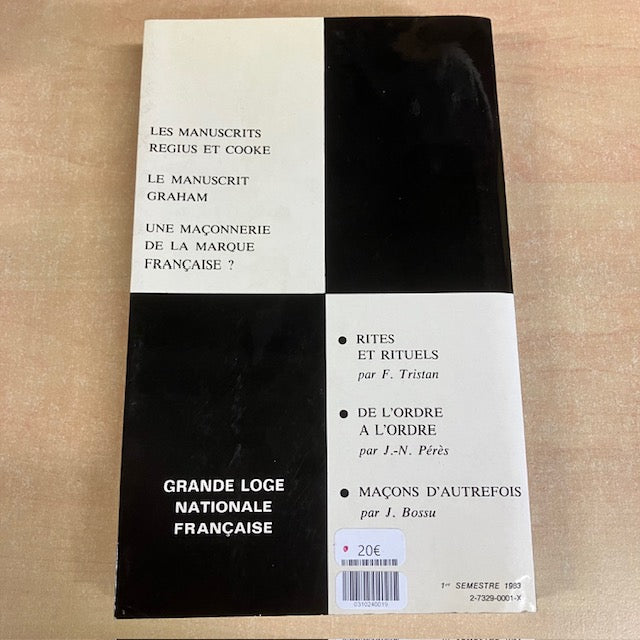 LES MANUSCRITS
REGIUS ET COOKE
LE MANUSCRIT
GRAHAM
UNE MAÇONNERIE
DE LA MARQUE
FRANÇAISE ?
RITES
ET RITUELS
par F. Tristan
DE L'ORDRE
A L'ORDRE
par J.-N. Pérès
MAÇONS D'AUTREFOIS
par J. Bossu
GRANDE LOGE
NATIONALE
FRANÇAISE
20€
0310240019
1er SEMESTRE 1983
2-7329-0001-X